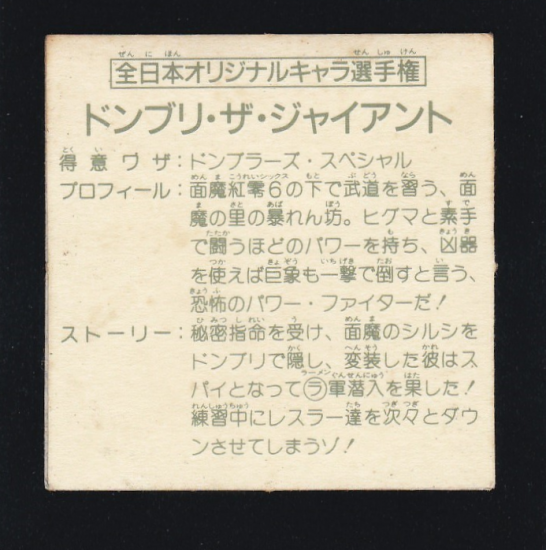 全日本オリジナルキャラ選手権
ドンブリ・ザ・ジャイアント
得意ワザ：ドンブラーズ・スペシャル
プロフィール：面魔紅零6の下で武道を習う、面
魔の里の暴れん坊。ヒグマと素手
で闘うほどのパワーを持ち、凶器
を使えば巨象も一撃で倒すと言う、
恐怖のパワー・ファイターだ！
ストーリー：秘密指命を受け、面魔のシルシを
ドンブリで隠し、変装した彼はス
パイとなって㋶軍潜入を果した！
練習中にレスラー達を次々とダウ
ンさせてしまうゾ！